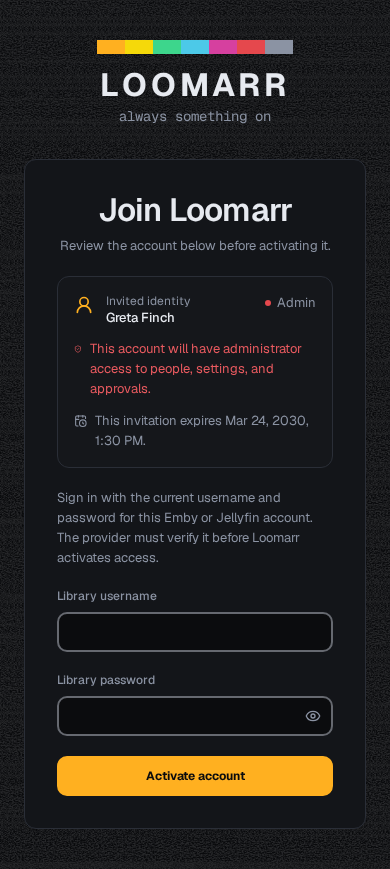 LOOMARR
always something on
Join Loomarr
Review the account below before activating it.
Invited identity
Admin
Greta Finch
This account will have administrator
access to people, settings, and
approvals.
This invitation expires Mar 24, 2030,
1:30 PM.
Sign in with the current username and
password for this Emby or Jellyfin account.
The provider must verify it before Loomarr
activates access.
Library username
Library password
Activate account